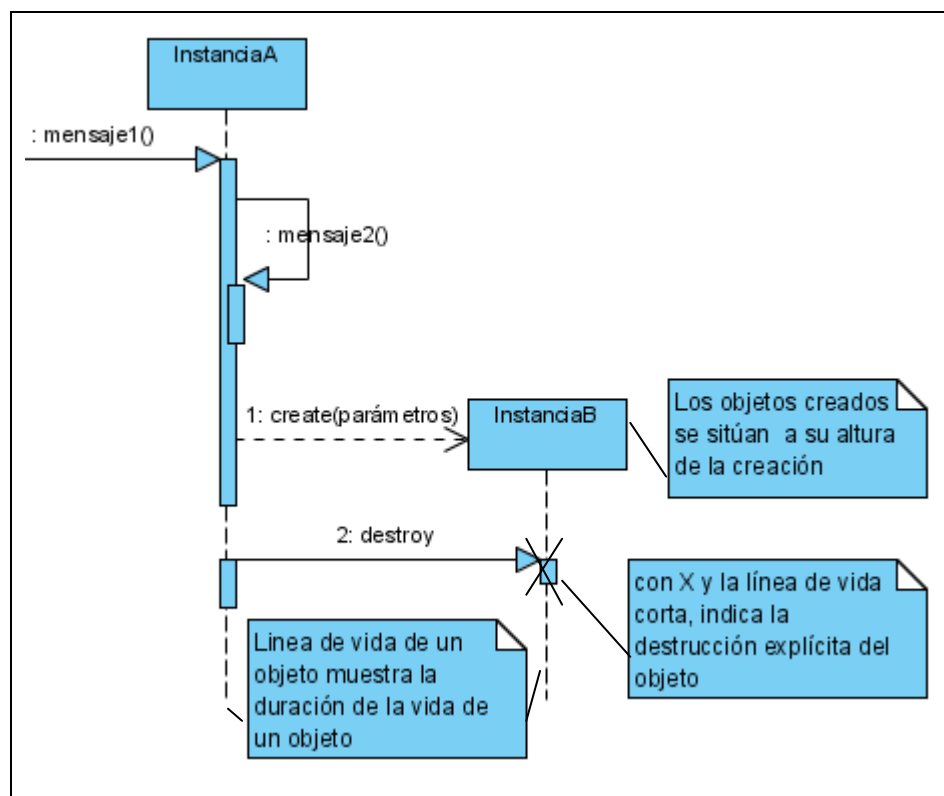 InstanciaA
: mensaje1()
: mensaje2()
1: create(parámetros)
InstanciaB
Los objetos creados
se sitúan a su altura
de la creación
2: destroy
con X y la línea de vida
corta, indica la
destrucción explícita del
objeto
Linea de vida de un
objeto muestra la
duración de la vida de
un objeto